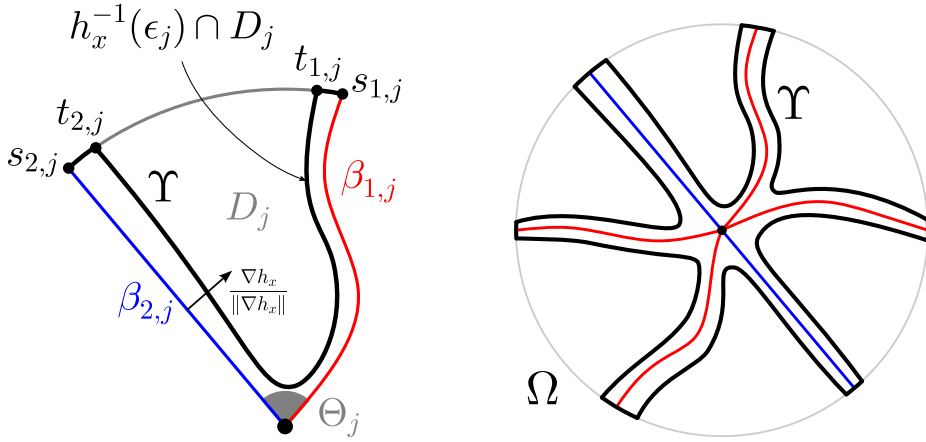 h_x^{-1}(ϵ_j) ∩ D_j
t_{1,j}
s_{1,j}
t_{2,j}
s_{2,j}
Υ
β_{1,j}
D_j
β_{2,j}
∇h_x
‖∇h_x‖
Θ_j
Υ
Ω